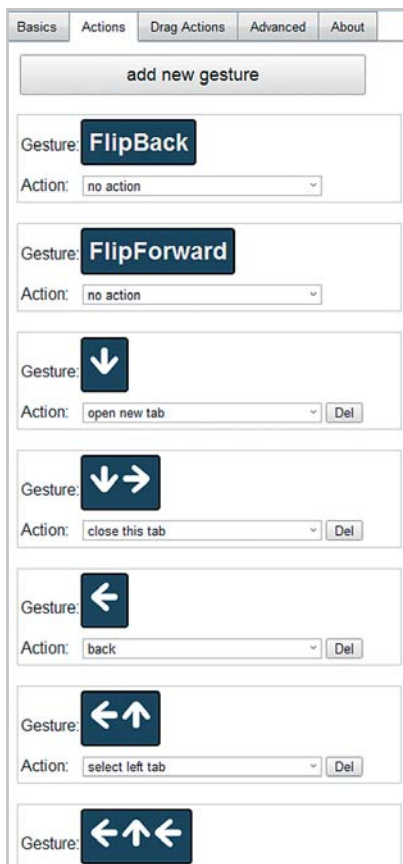 Basics Actions Drag Actions Advanced About
add new gesture
Gesture: FlipBack
Action: no action
Gesture: FlipForward
Action: no action
Gesture:
Action: open new tab Del
Gesture:
Action: close this tab Del
Gesture:
Action: back Del
Gesture:
Action: select left tab Del
Gesture: